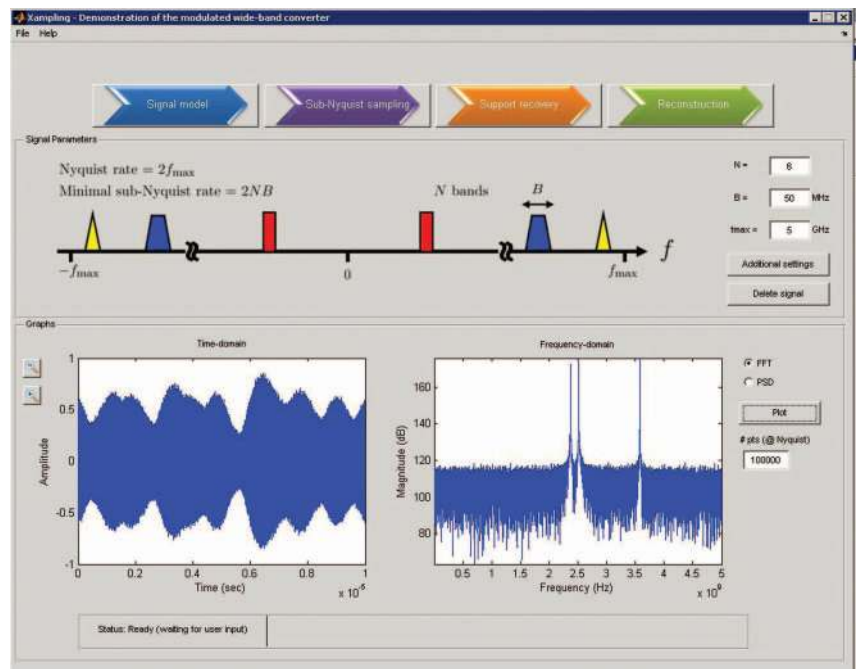 Xampling - Demonstration of the modulated wide-band converter
File Help
Signal model
Sub-Nyquist sampling
Support recovery
Reconstruction
Signal Parameters
Nyquist rate = 2f_max
Minimal sub-Nyquist rate = 2NB
N bands
B
−f_max
0
f_max
f
N = 6
B = 50 MHz
fmax = 5 GHz
Additional settings
Delete signal
Graphs
Time-domain
Amplitude
1
0.5
0
-0.5
-1
0 0.2 0.4 0.6 0.8 1
Time (sec)
x 10^-5
Frequency-domain
Magnitude (dB)
160
140
120
100
80
0.5 1 1.5 2 2.5 3 3.5 4 4.5 5
Frequency (Hz)
x 10^9
FFT
PSD
Plot
# pts (@ Nyquist)
100000
Status: Ready (waiting for user input)